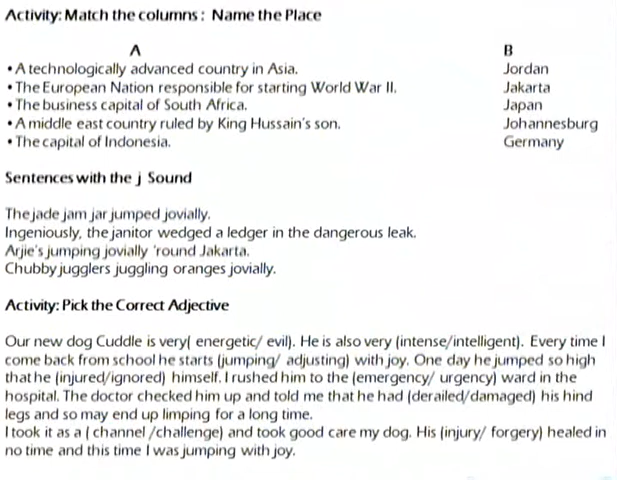 Activity: Match the columns : Name the Place
A B
• A technologically advanced country in Asia. Jordan
• The European Nation responsible for starting World War II. Jakarta
• The business capital of South Africa. Japan
• A middle east country ruled by King Hussain's son. Johannesburg
• The capital of Indonesia. Germany
Sentences with the j Sound
The jade jam jar jumped jovially.
Ingeniously, the janitor wedged a ledger in the dangerous leak.
Arjie's jumping jovially 'round Jakarta.
Chubby jugglers juggling oranges jovially.
Activity: Pick the Correct Adjective
Our new dog Cuddle is very( energetic/ evil). He is also very (intense/intelligent). Every time I
come back from school he starts (jumping/ adjusting) with joy. One day he jumped so high
that he (injured/ignored) himself. I rushed him to the (emergency/ urgency) ward in the
hospital. The doctor checked him up and told me that he had (derailed/damaged) his hind
legs and so may end up limping for a long time.
I took it as a ( channel /challenge) and took good care my dog. His (injury/ forgery) healed in
no time and this time I was jumping with joy.